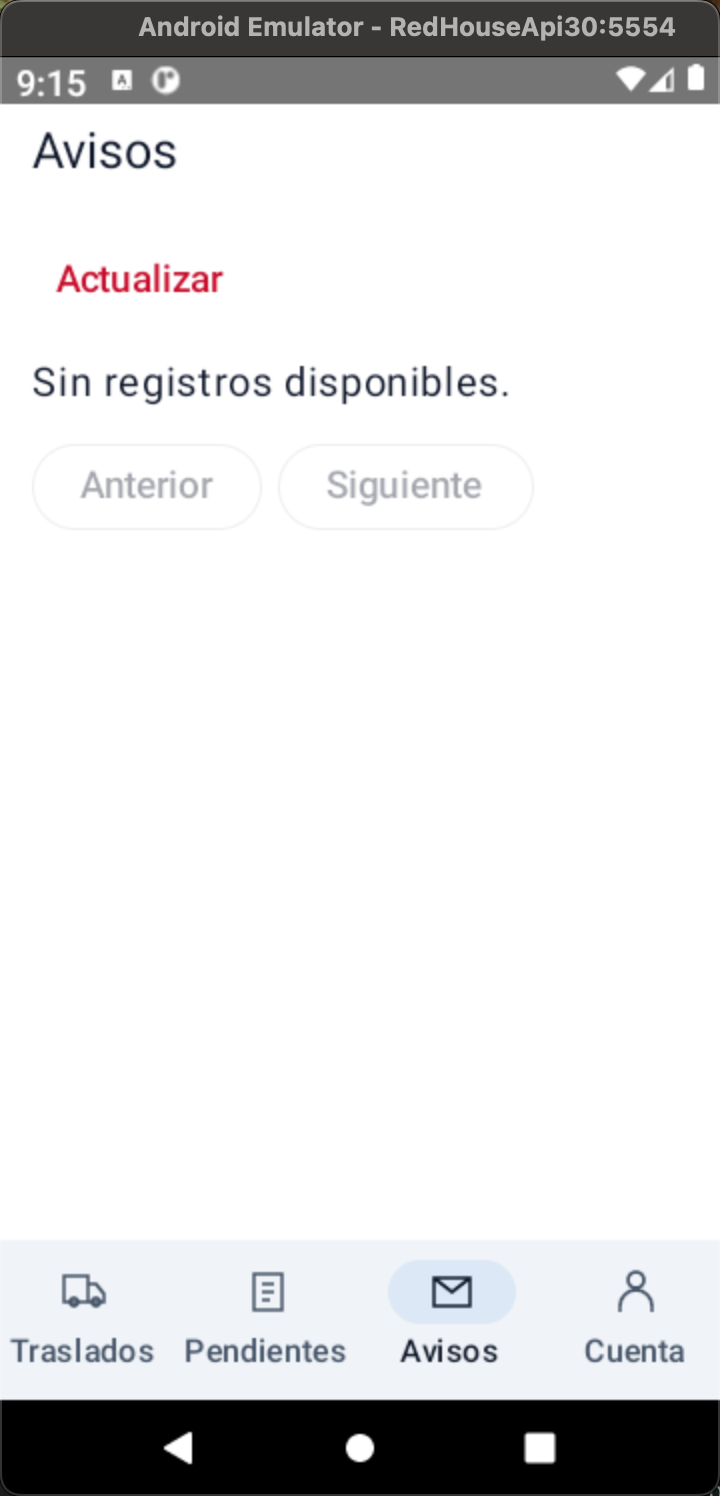 Android Emulator - RedHouseApi30:5554
9:15
Avisos
Actualizar
Sin registros disponibles.
Anterior Siguiente
Traslados Pendientes Avisos Cuenta